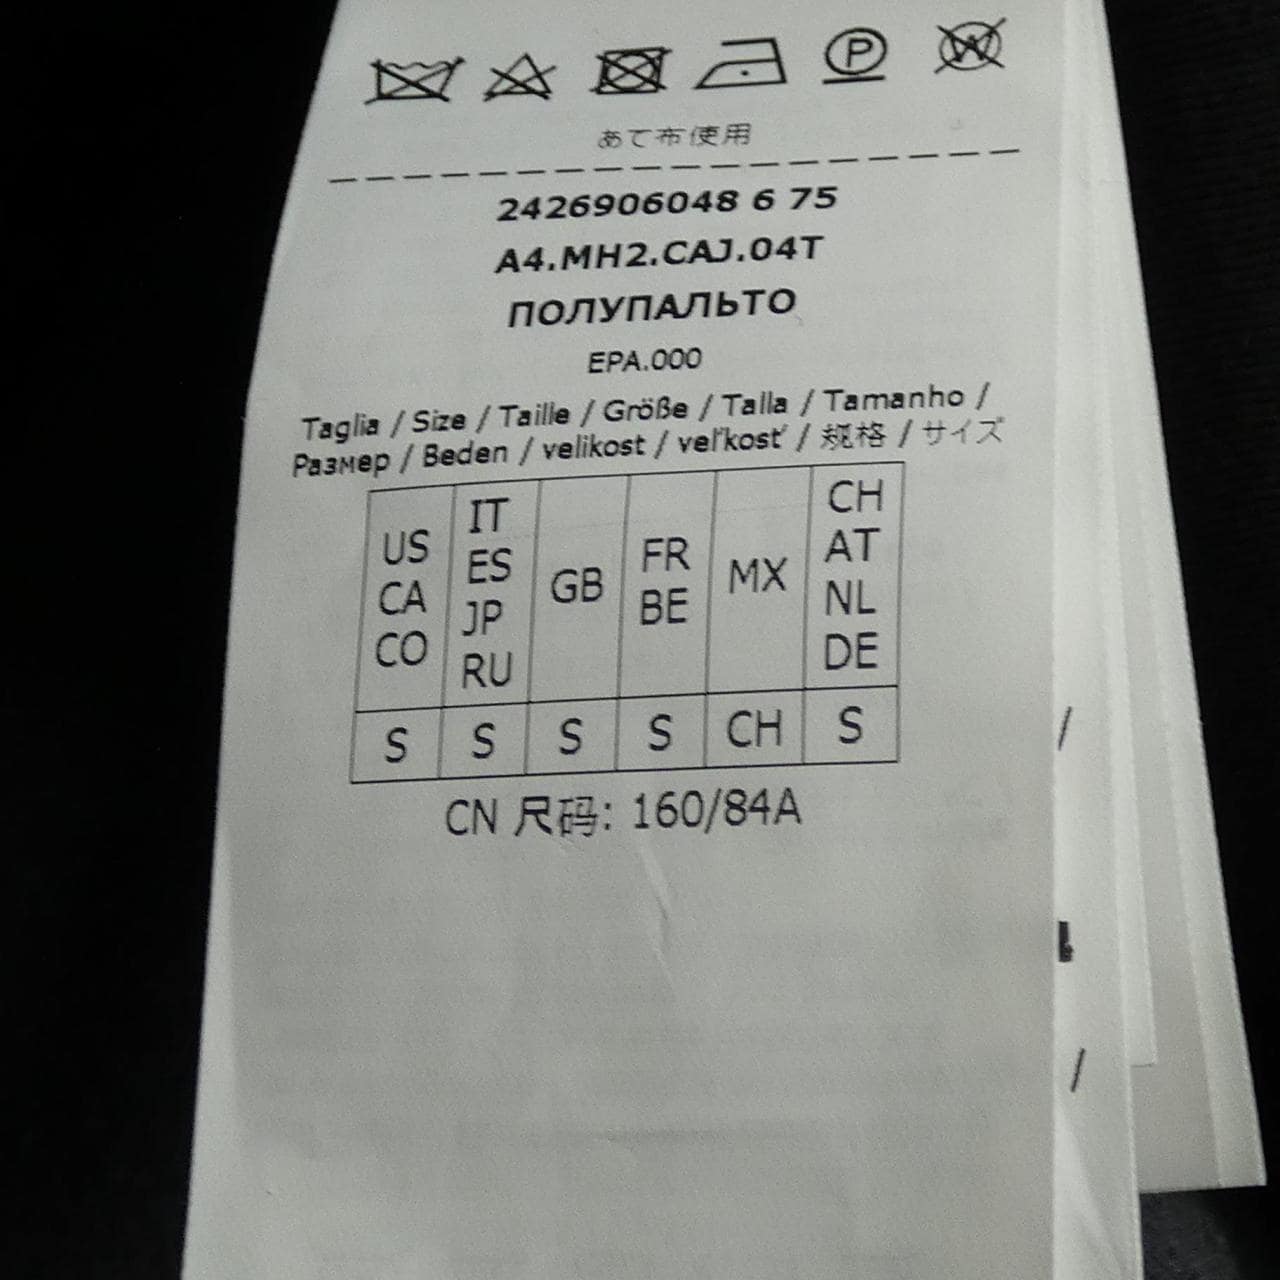 P W
あて布使用
2426906048 6 75
A4.MH2.CAJ.04T
ПОЛУПАЛЬТО
EPA.000
Taglia / Size / Taille / Größe / Talla / Tamanho /
Размер / Beden / velikost / veľkosť / 规格 / サイズ
US CA CO
IT ES JP RU
GB
FR BE
MX
CH AT NL DE
S S S S CH S
CN 尺码: 160/84A